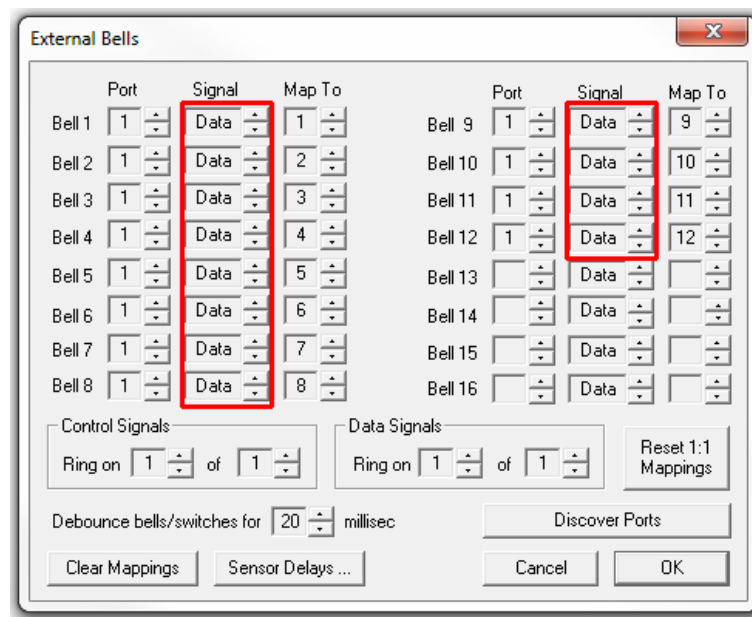 External Bells
Port Signal Map To
Bell 1 1 Data 1
Bell 2 1 Data 2
Bell 3 1 Data 3
Bell 4 1 Data 4
Bell 5 1 Data 5
Bell 6 1 Data 6
Bell 7 1 Data 7
Bell 8 1 Data 8
Port Signal Map To
Bell 9 1 Data 9
Bell 10 1 Data 10
Bell 11 1 Data 11
Bell 12 1 Data 12
Bell 13 Data
Bell 14 Data
Bell 15 Data
Bell 16 Data
Control Signals
Ring on 1 of 1
Data Signals
Ring on 1 of 1
Reset 1:1
Mappings
Debounce bells/switches for 20 millisec
Discover Ports
Clear Mappings
Sensor Delays ...
Cancel
OK